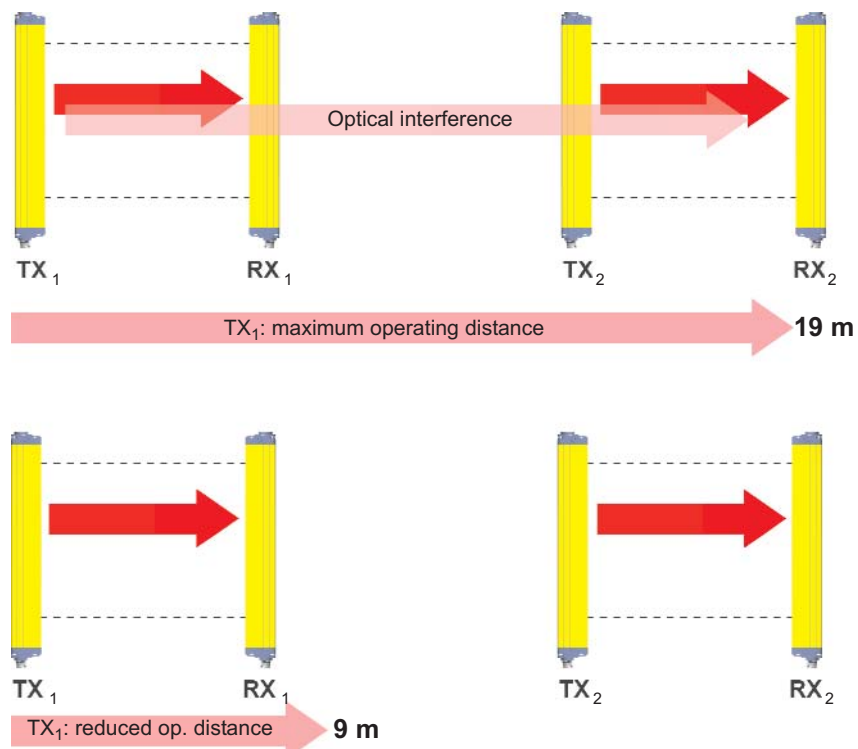 Optical interference
TX1 RX1 TX2 RX2
TX1: maximum operating distance 19 m
TX1 RX1 TX2 RX2
TX1: reduced op. distance 9 m